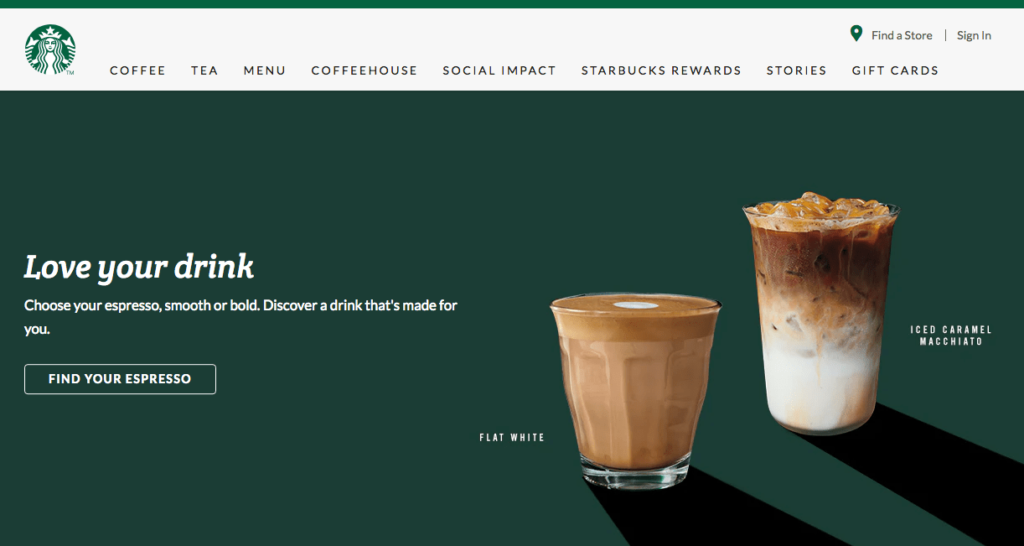 Find a Store | Sign In
TM
COFFEE TEA MENU COFFEEHOUSE SOCIAL IMPACT STARBUCKS REWARDS STORIES GIFT CARDS
Love your drink
Choose your espresso, smooth or bold. Discover a drink that's made for
you.
FIND YOUR ESPRESSO
FLAT WHITE
ICED CARAMEL
MACCHIATO